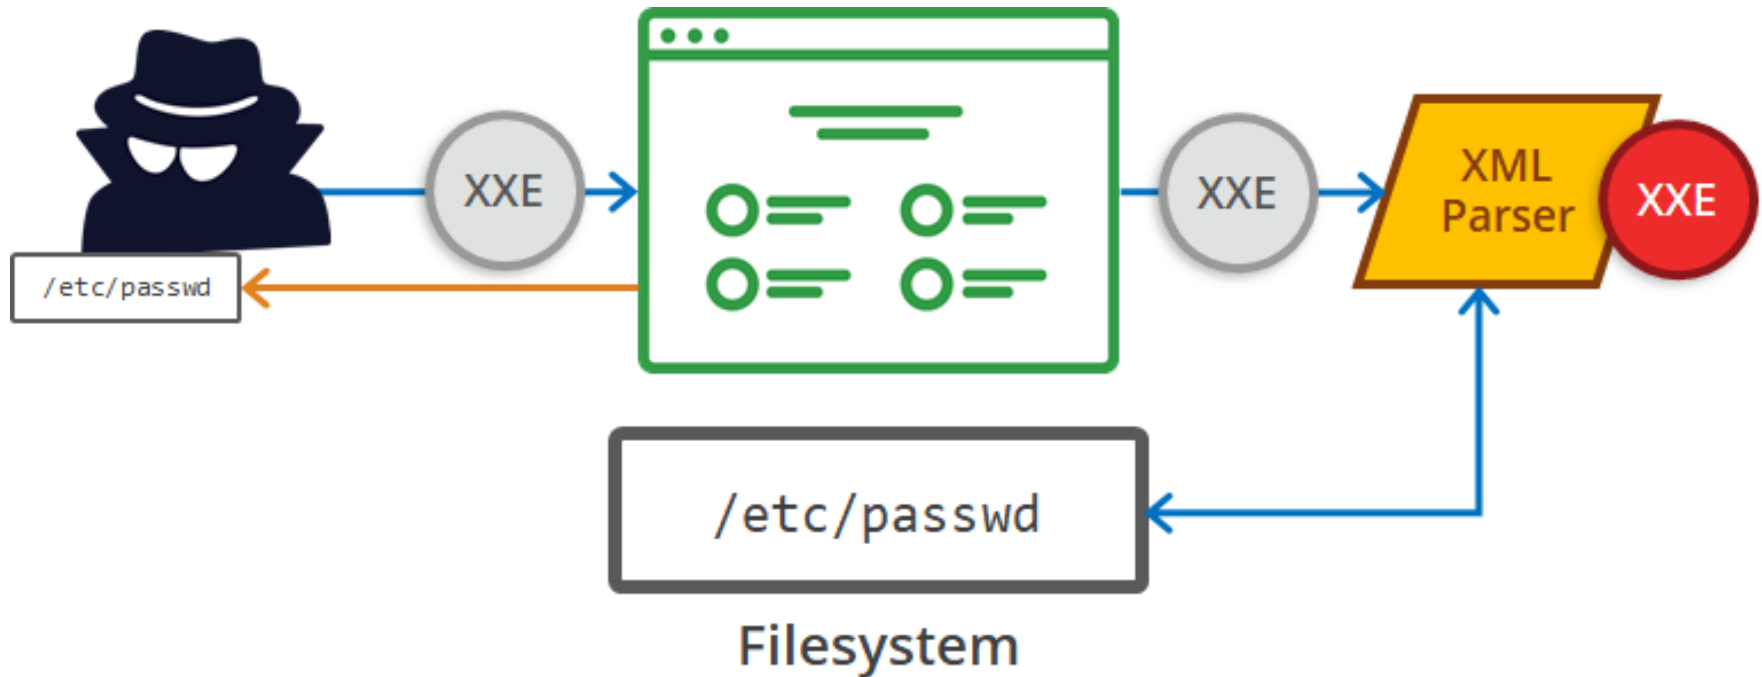 XXE
XXE
XML
Parser
XXE
/etc/passwd
/etc/passwd
Filesystem